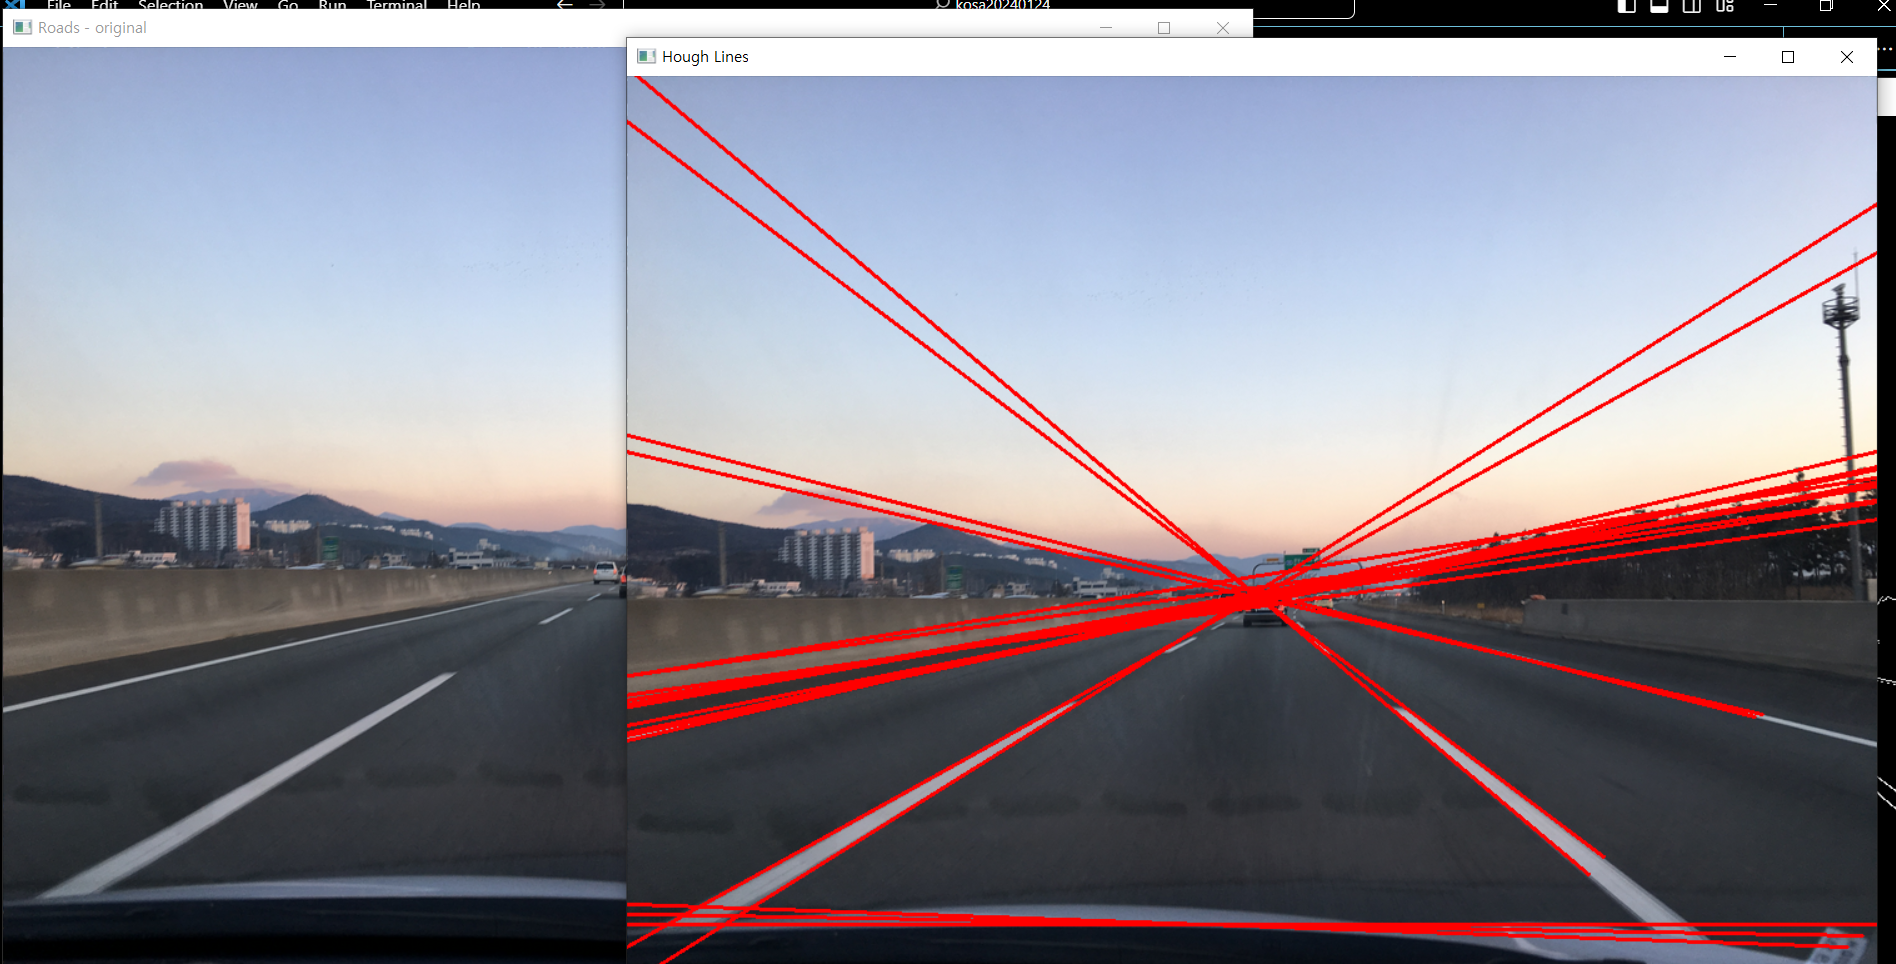 File Edit Selection View Go Run Terminal Help
kosa20240124
Roads - original
Hough Lines